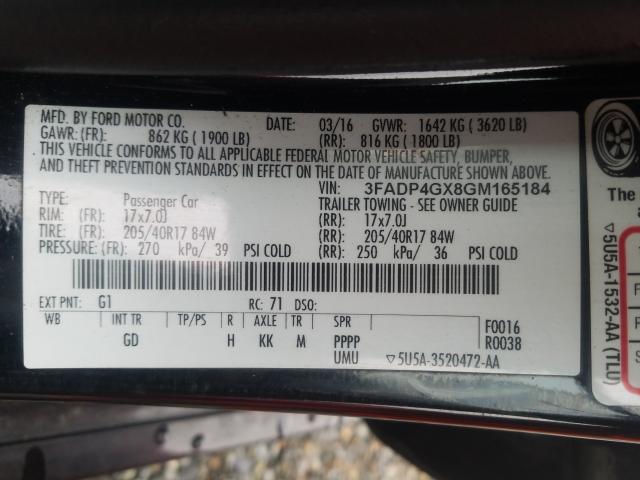 MFD. BY FORD MOTOR CO. DATE: 03/16 GVWR: 1642 KG ( 3620 LB)
GAWR: (FR): 862 KG ( 1900 LB) (RR): 816 KG ( 1800 LB)
THIS VEHICLE CONFORMS TO ALL APPLICABLE FEDERAL MOTOR VEHICLE SAFETY, BUMPER,
AND THEFT PREVENTION STANDARDS IN EFFECT ON THE DATE OF MANUFACTURE SHOWN ABOVE.
VIN: 3FADP4GX8GM165184
TYPE: Passenger Car TRAILER TOWING - SEE OWNER GUIDE
RIM: (FR): 17x7.0J (RR): 17x7.0J
TIRE: (FR): 205/40R17 84W (RR): 205/40R17 84W
PRESSURE: (FR): 270 kPa/ 39 PSI COLD (RR): 250 kPa/ 36 PSI COLD
EXT PNT: G1 RC: 71 DSO: F0016
WB INT TR TP/PS R AXLE TR SPR R0038
GD H KK M PPPP
UMU ▽5U5A-3520472-AA
▽5U5A-1532-AA (TLU)